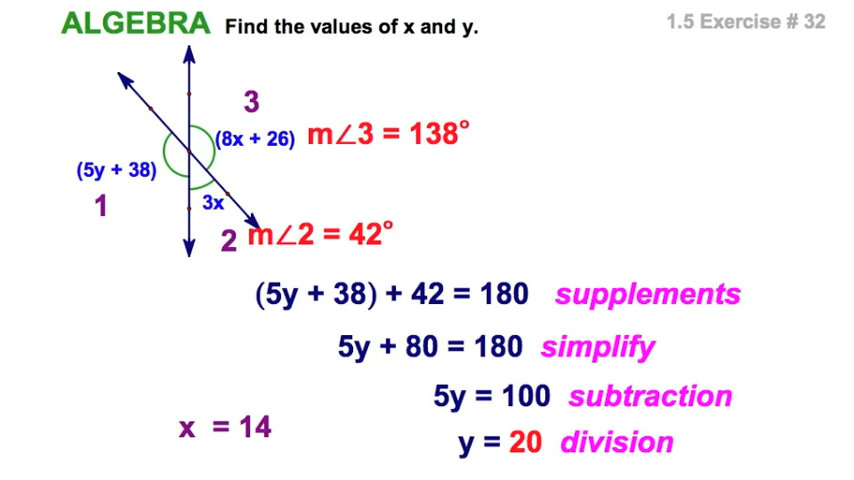 ALGEBRA Find the values of x and y. 1.5 Exercise # 32
3
(8x + 26) m∠3 = 138°
(5y + 38)
1
3x
2 m∠2 = 42°
(5y + 38) + 42 = 180 supplements
5y + 80 = 180 simplify
5y = 100 subtraction
x = 14
y = 20 division